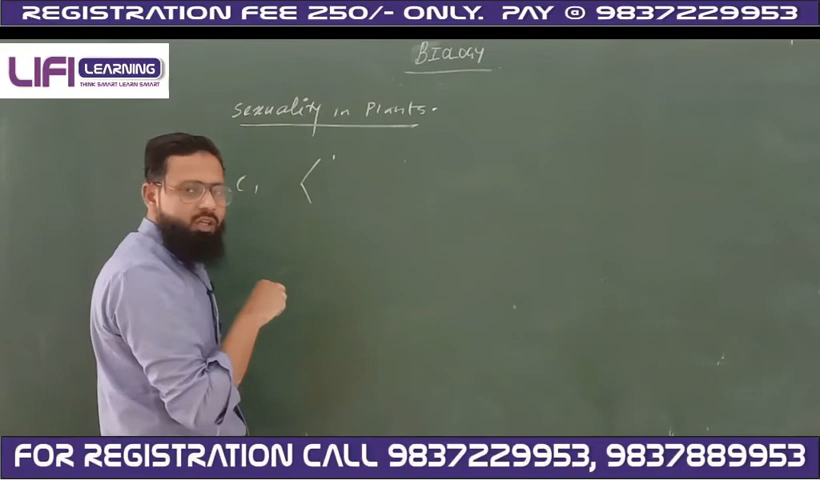 REGISTRATION FEE 250/- ONLY. PAY @ 9837229953
LIFI LEARNING
THINK SMART LEARN SMART
BIOLOGY
Sexuality in Plants.
FOR REGISTRATION CALL 9837229953, 9837889953